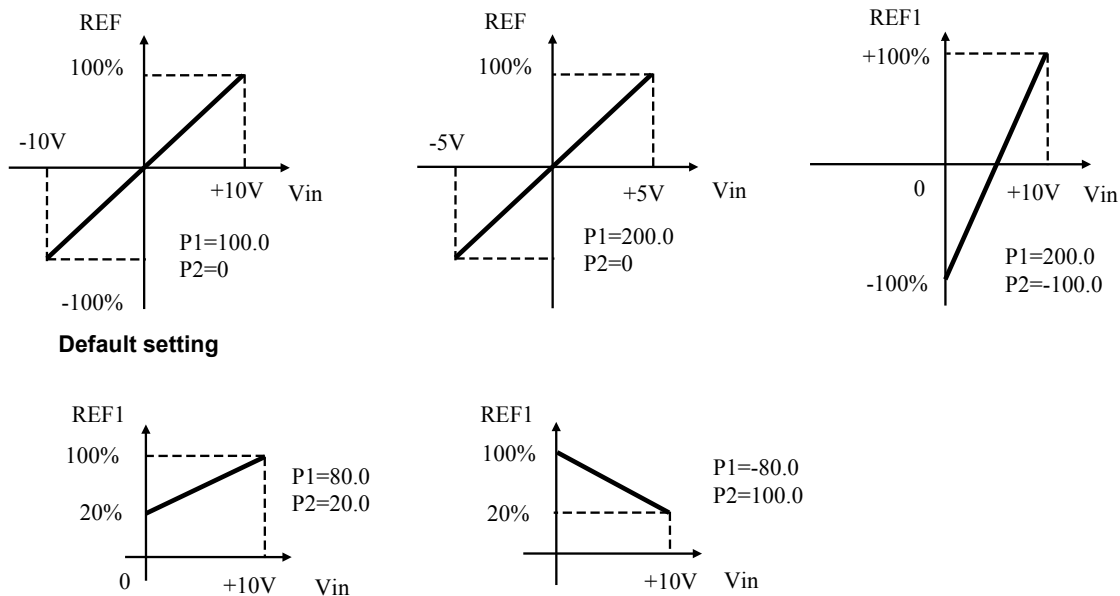 REF
100%
-10V
+10V
Vin
P1=100.0
P2=0
-100%
Default setting
REF
100%
-5V
+5V
Vin
P1=200.0
P2=0
REF1
+100%
0
+10V
Vin
-100%
P1=200.0
P2=-100.0
REF1
100%
20%
P1=80.0
P2=20.0
0
+10V
Vin
REF1
100%
20%
P1=-80.0
P2=100.0
+10V
Vin